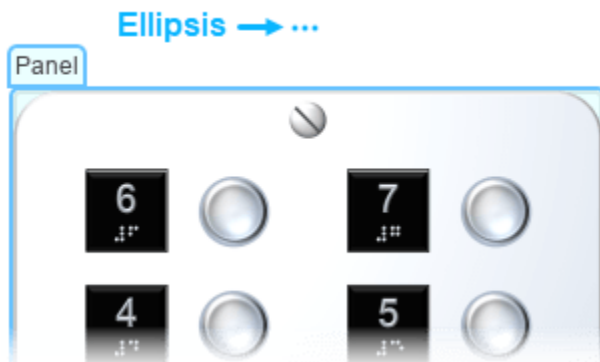 Ellipsis → ...
Panel
6 7
⠼⠋ ⠼⠛
4 5
⠼⠙ ⠼⠑